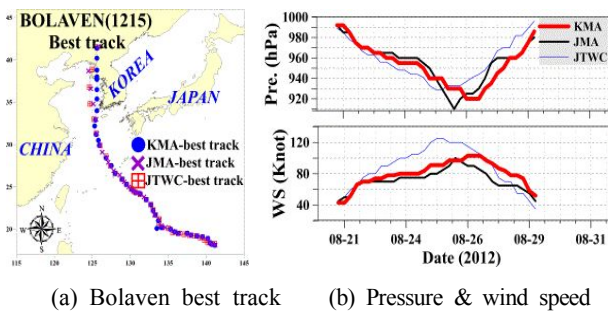 BOLAVEN(1215)
Best track
KOREA
JAPAN
CHINA
KMA-best track
JMA-best track
JTWC-best track
N
W E
S
45
40
35
30
25
20
115 120 125 130 135 140 145
Pre. (hPa)
1000
980
960
940
920
KMA
JMA
JTWC
WS (Knot)
120
80
40
08-21 08-24 08-26 08-29 08-31
Date (2012)
(a) Bolaven best track (b) Pressure & wind speed